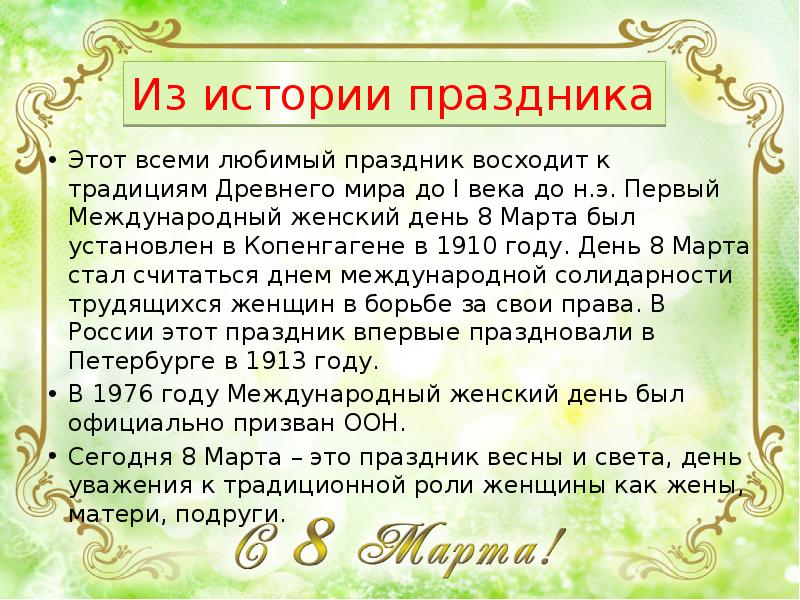 Из истории праздника
• Этот всеми любимый праздник восходит к
традициям Древнего мира до I века до н.э. Первый
Международный женский день 8 Марта был
установлен в Копенгагене в 1910 году. День 8 Марта
стал считаться днем международной солидарности
трудящихся женщин в борьбе за свои права. В
России этот праздник впервые праздновали в
Петербурге в 1913 году.
• В 1976 году Международный женский день был
официально призван ООН.
• Сегодня 8 Марта – это праздник весны и света, день
уважения к традиционной роли женщины как жены,
матери, подруги.
С 8 Марта!